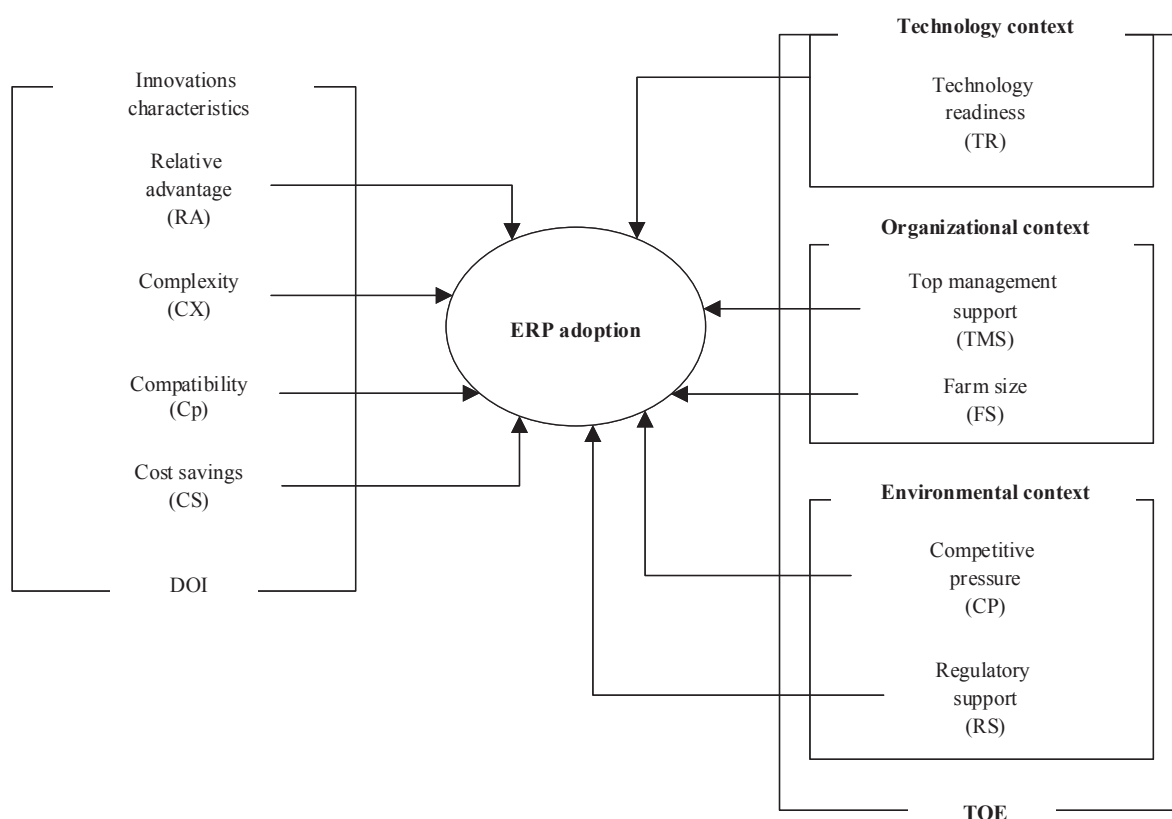 Innovations
characteristics
Relative
advantage
(RA)
Complexity
(CX)
Compatibility
(Cp)
Cost savings
(CS)
DOI
ERP adoption
Technology context
Technology
readiness
(TR)
Organizational context
Top management
support
(TMS)
Farm size
(FS)
Environmental context
Competitive
pressure
(CP)
Regulatory
support
(RS)
TOE